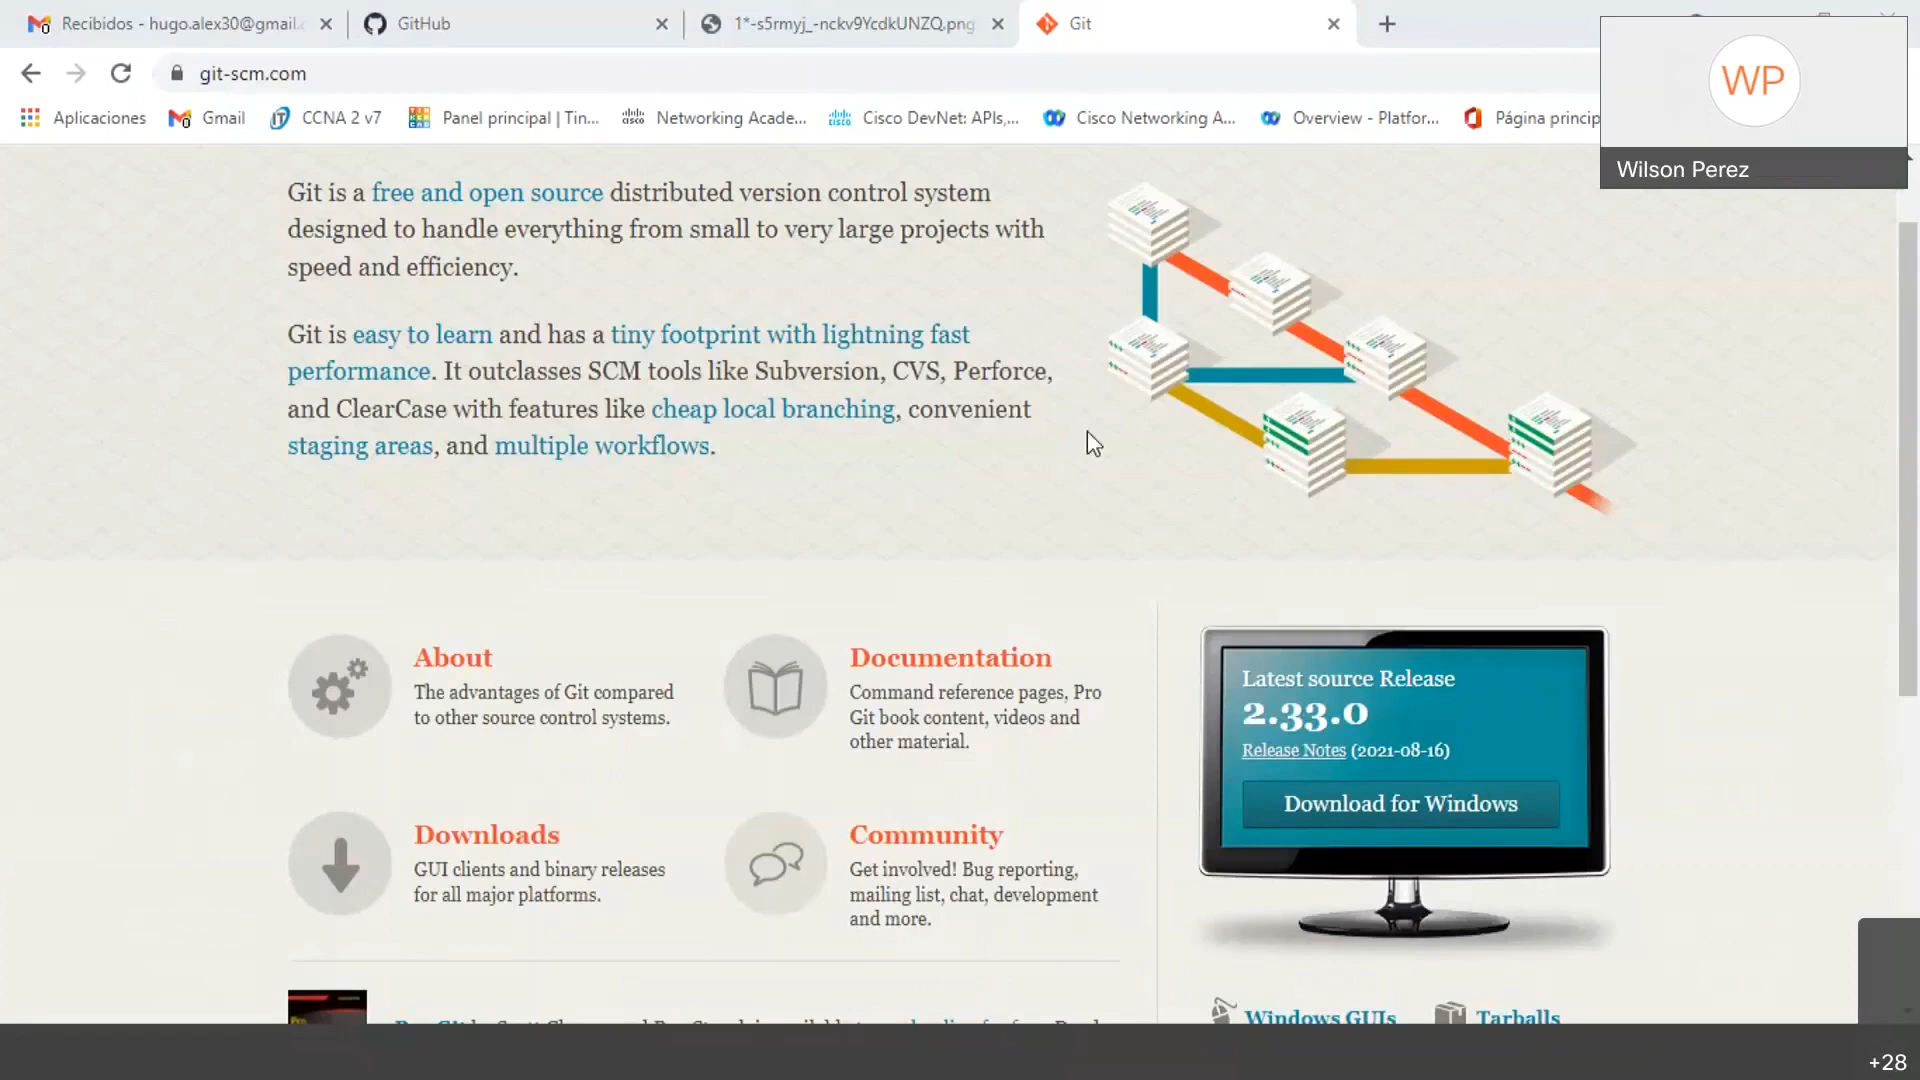 Recibidos - hugo.alex30@gmail.c
GitHub
1*-s5rmyj_-nckv9YcdkUNZQ.png
Git
git-scm.com
Aplicaciones
Gmail
CCNA 2 v7
Panel principal | Tin...
Networking Acade...
Cisco DevNet: APIs,...
Cisco Networking A...
Overview - Platfor...
Página princip
WP
Wilson Perez
Git is a free and open source distributed version control system
designed to handle everything from small to very large projects with
speed and efficiency.
Git is easy to learn and has a tiny footprint with lightning fast
performance. It outclasses SCM tools like Subversion, CVS, Perforce,
and ClearCase with features like cheap local branching, convenient
staging areas, and multiple workflows.
About
The advantages of Git compared
to other source control systems.
Documentation
Command reference pages, Pro
Git book content, videos and
other material.
Downloads
GUI clients and binary releases
for all major platforms.
Community
Get involved! Bug reporting,
mailing list, chat, development
and more.
Latest source Release
2.33.0
Release Notes (2021-08-16)
Download for Windows
Windows GUIs
Tarballs
+28